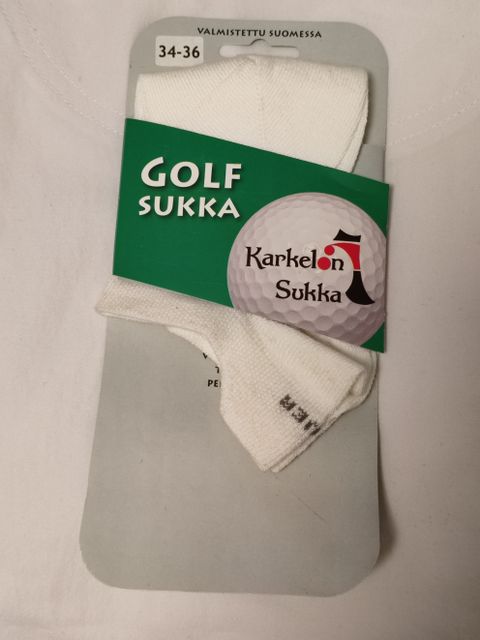 VALMISTETTU SUOMESSA
34-36
GOLF
SUKKA
Karkelon
Sukka